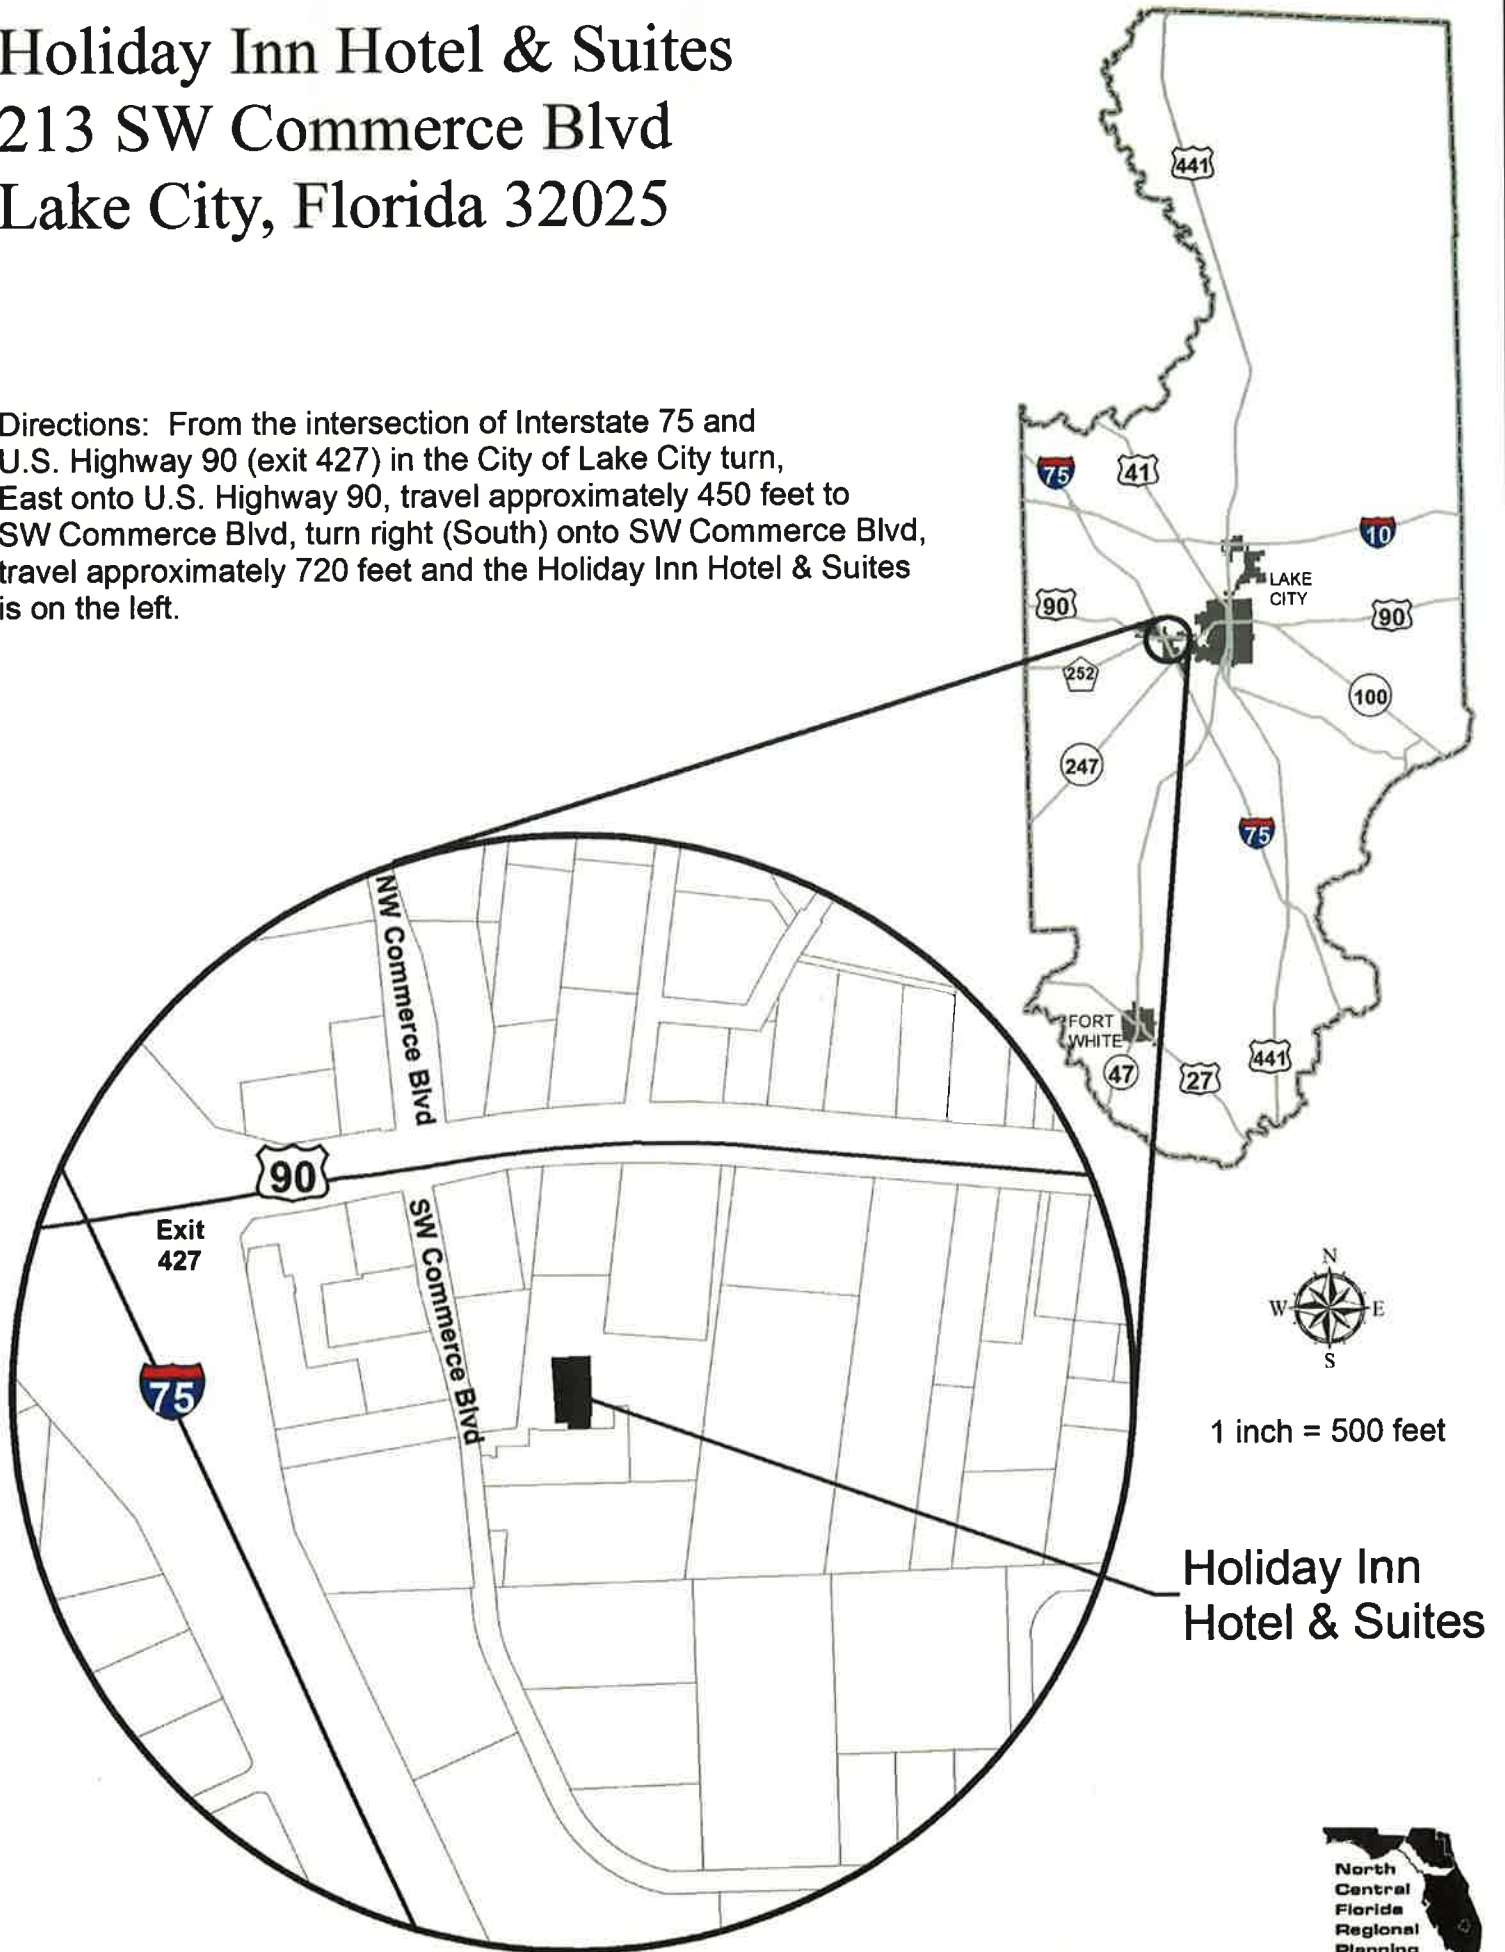 Holiday Inn Hotel & Suites
213 SW Commerce Blvd
Lake City, Florida 32025
Directions: From the intersection of Interstate 75 and
U.S. Highway 90 (exit 427) in the City of Lake City turn,
East onto U.S. Highway 90, travel approximately 450 feet to
SW Commerce Blvd, turn right (South) onto SW Commerce Blvd,
travel approximately 720 feet and the Holiday Inn Hotel & Suites
is on the left.
441
75
41
10
LAKE
CITY
90
90
252
100
247
75
FORT
WHITE
47
27
441
NW Commerce Blvd
90
Exit
427
SW Commerce Blvd
75
N
W
E
S
1 inch = 500 feet
Holiday Inn
Hotel & Suites
North
Central
Florida
Regional
Planning